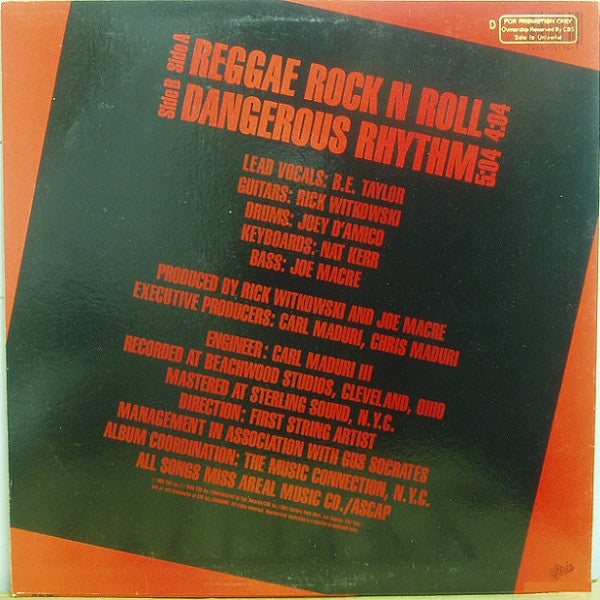 D
FOR PROMOTION ONLY
Ownership Reserved By CBS
Sale Is Unlawful
Side A REGGAE ROCK N ROLL 4:04
Side B DANGEROUS RHYTHM 5:04
LEAD VOCALS: B.E. TAYLOR
GUITARS: RICK WITKOWSKI
DRUMS: JOEY D'AMICO
KEYBOARDS: NAT KERR
BASS: JOE MACRE
PRODUCED BY RICK WITKOWSKI AND JOE MACRE
EXECUTIVE PRODUCERS: CARL MADURI, CHRIS MADURI
ENGINEER: CARL MADURI III
RECORDED AT BEACHWOOD STUDIOS, CLEVELAND, OHIO
MASTERED AT STERLING SOUND, N.Y.C.
DIRECTION: FIRST STRING ARTIST
MANAGEMENT IN ASSOCIATION WITH GUS SOCRATES
ALBUM COORDINATION: THE MUSIC CONNECTION, N.Y.C.
ALL SONGS MISS AREAL MUSIC CO./ASCAP